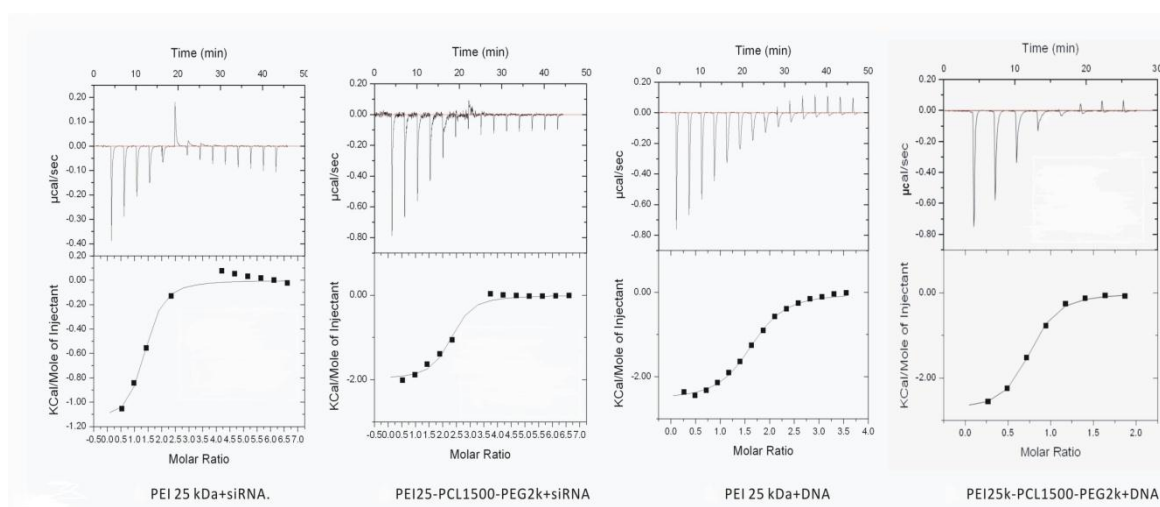 Time (min)
0 10 20 30 40 50
0.20
0.10
0.00
-0.10
-0.20
-0.30
-0.40
µcal/sec
0.20
0.00
-0.20
-0.40
-0.60
-0.80
-1.00
-1.20
KCal/Mole of Injectant
-0.50.00.51.01.52.02.53.03.54.04.55.05.56.06.57.0
Molar Ratio
PEI 25 kDa+siRNA.
Time (min)
0 10 20 30 40 50
0.20
0.00
-0.20
-0.40
-0.60
-0.80
µcal/sec
0.00
-2.00
KCal/Mole of Injectant
-0.50.00.51.01.52.02.53.03.54.04.55.05.56.06.57.0
Molar Ratio
PEI25-PCL1500-PEG2k+siRNA
Time (min)
0 10 20 30 40 50
0.20
0.00
-0.20
-0.40
-0.60
-0.80
µcal/sec
0.00
-2.00
KCal/Mole of Injectant
0.0 0.5 1.0 1.5 2.0 2.5 3.0 3.5 4.0
Molar Ratio
PEI 25 kDa+DNA
Time (min)
0 10 20 30
0.20
0.00
-0.20
-0.40
-0.60
-0.80
µcal/sec
0.00
-2.00
KCal/Mole of Injectant
0.0 0.5 1.0 1.5 2.0
Molar Ratio
PEI25k-PCL1500-PEG2k+DNA